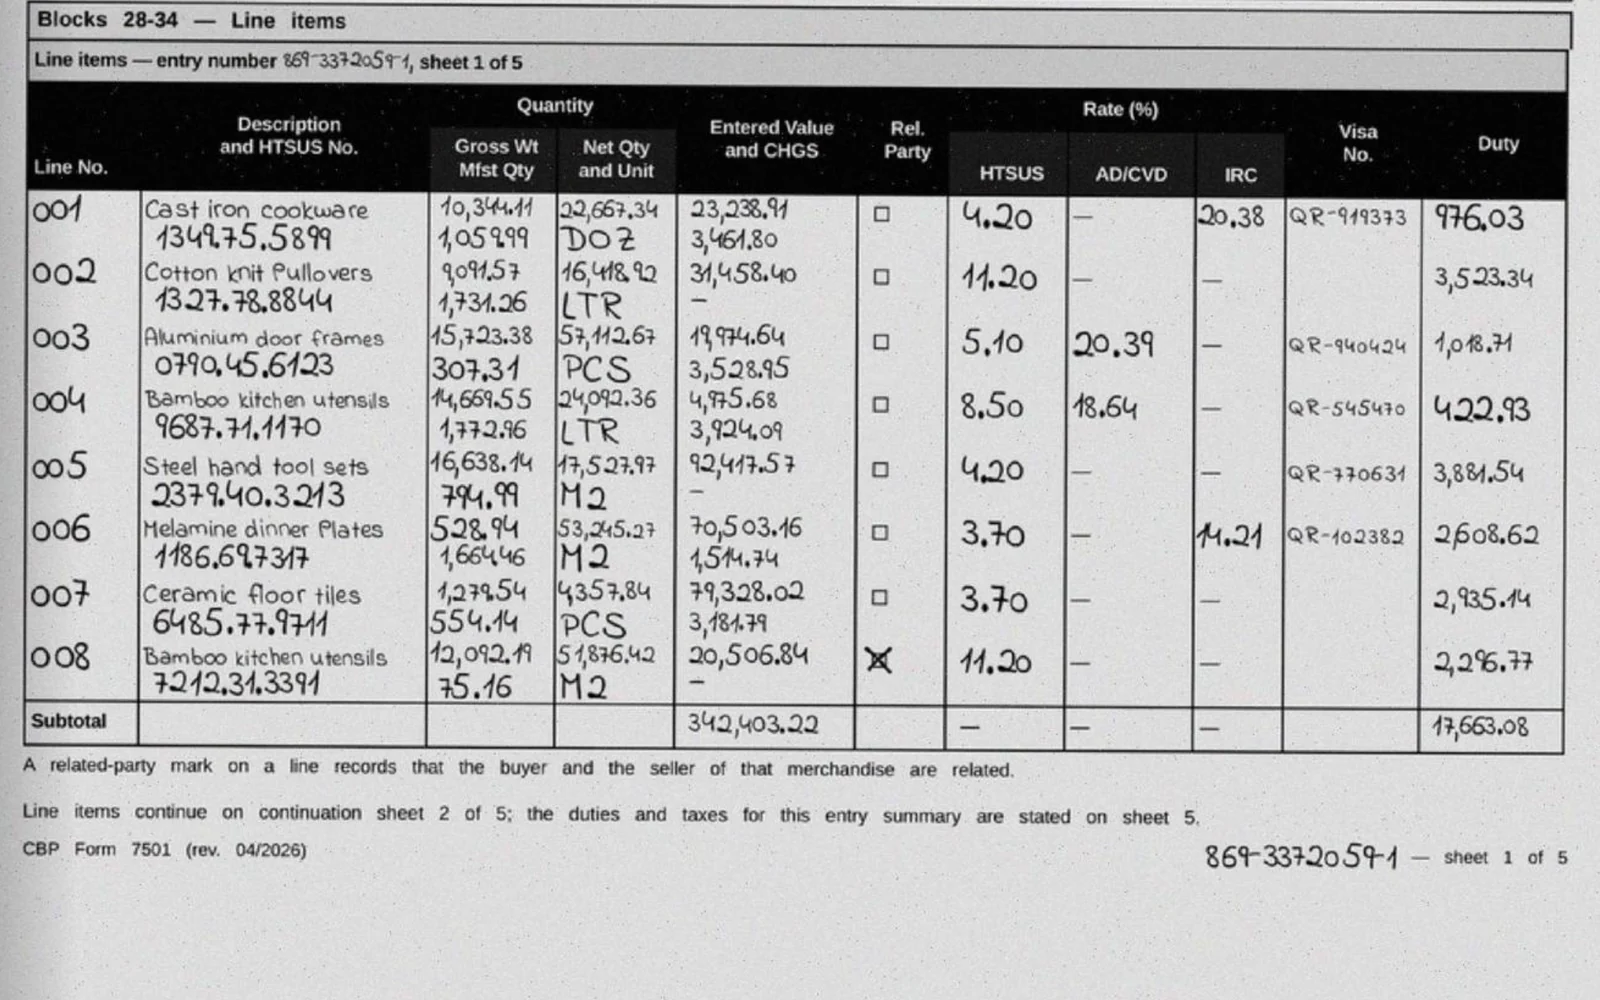 Blocks 28-34 — Line items
Line items — entry number 869-3372059-1, sheet 1 of 5
Line No. Description and HTSUS No. Quantity Gross Wt Mfst Qty Net Qty and Unit Entered Value and CHGS Rel. Party Rate (%) HTSUS AD/CVD IRC Visa No. Duty
001 Cast iron cookware 10,344.11 22,667.34 23,238.91 ☐ 4.20 — 20.38 QR-919373 976.03
1349.75.5899 1,059.99 DOZ 3,461.80
002 Cotton knit pullovers 9,091.57 16,418.92 31,458.40 ☐ 11.20 — — 3,523.34
1327.78.8844 1,731.26 LTR —
003 Aluminium door frames 15,723.38 57,112.67 19,974.64 ☐ 5.10 20.39 — QR-940424 1,018.71
0790.45.6123 307.31 PCS 3,528.95
004 Bamboo kitchen utensils 14,669.55 24,092.36 4,975.68 ☐ 8.50 18.64 — QR-545470 422.93
9687.71.1170 1,772.96 LTR 3,924.09
005 Steel hand tool sets 16,638.14 17,527.97 92,417.57 ☐ 4.20 — — QR-770631 3,881.54
2379.40.3213 794.99 M2 —
006 Melamine dinner plates 528.94 53,245.27 70,503.16 ☐ 3.70 — 14.21 QR-102382 2,608.62
1186.69.7317 1,664.46 M2 1,514.74
007 Ceramic floor tiles 1,279.54 4,357.84 79,328.02 ☐ 3.70 — — 2,935.14
6485.77.9711 554.14 PCS 3,181.79
008 Bamboo kitchen utensils 12,092.19 51,876.42 20,506.84 ☒ 11.20 — — 2,296.77
7212.31.3391 75.16 M2 —
Subtotal 342,403.22 — — — 17,663.08
A related-party mark on a line records that the buyer and the seller of that merchandise are related.
Line items continue on continuation sheet 2 of 5; the duties and taxes for this entry summary are stated on sheet 5.
CBP Form 7501 (rev. 04/2026) 869-3372059-1 — sheet 1 of 5